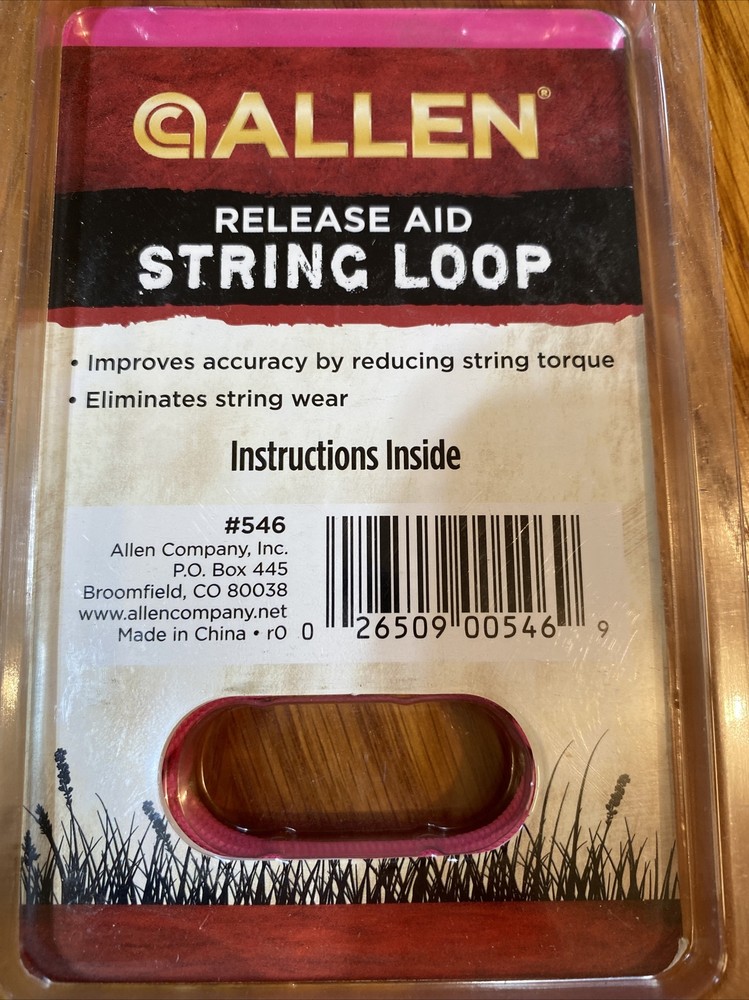 ALLEN®
RELEASE AID
STRING LOOP
• Improves accuracy by reducing string torque
• Eliminates string wear
Instructions Inside
#546
Allen Company, Inc.
P.O. Box 445
Broomfield, CO 80038
www.allencompany.net
Made in China • r0
0 26509 00546 9